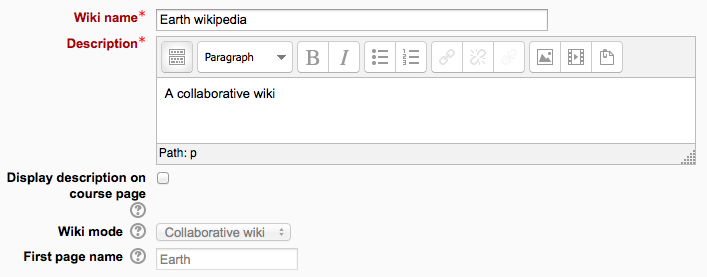 Wiki name* Earth wikipedia
Description*
Paragraph B I
A collaborative wiki
Path: p
Display description on
course page
Wiki mode Collaborative wiki
First page name Earth